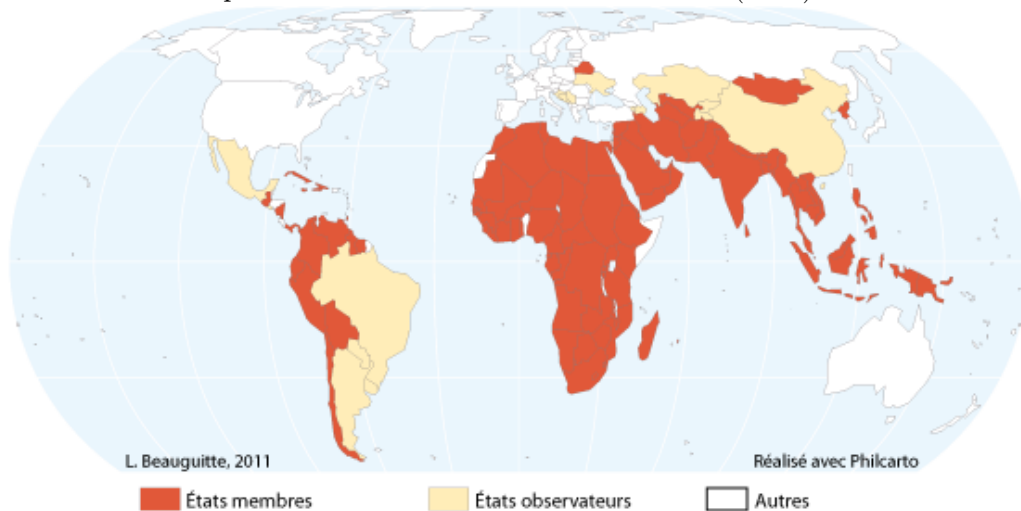 L. Beauguitte, 2011
Réalisé avec Philcarto
États membres
États observateurs
Autres